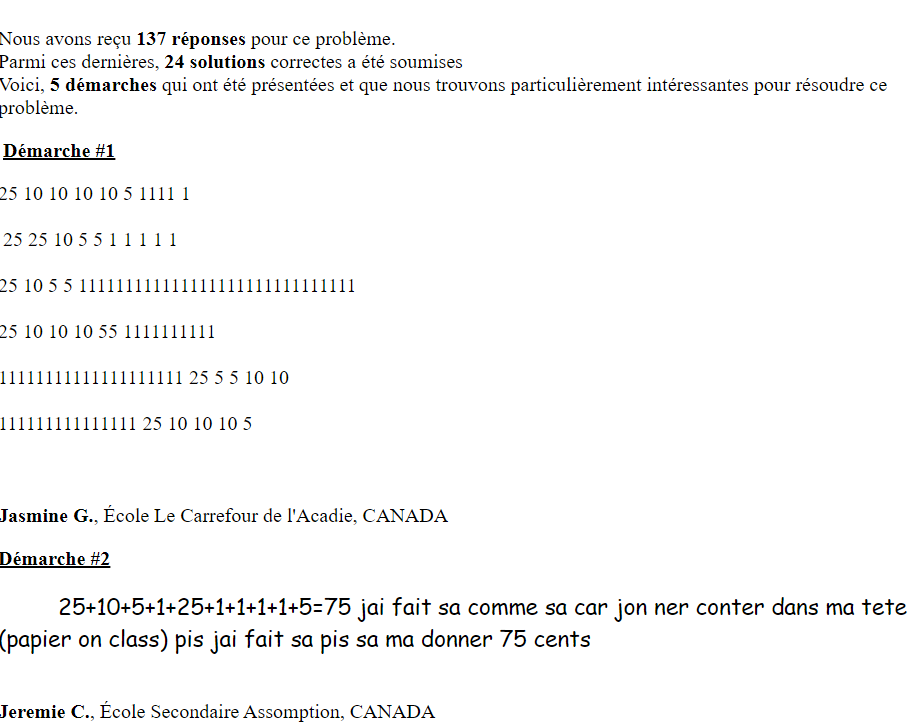 Nous avons reçu 137 réponses pour ce problème.
Parmi ces dernières, 24 solutions correctes a été soumises
Voici, 5 démarches qui ont été présentées et que nous trouvons particulièrement intéressantes pour résoudre ce
problème.
Démarche #1
25 10 10 10 10 5 1111 1
25 25 10 5 5 1 1 1 1 1
25 10 5 5 111111111111111111111111111111
25 10 10 10 55 1111111111
11111111111111111111 25 5 5 10 10
111111111111111 25 10 10 10 5
Jasmine G., École Le Carrefour de l'Acadie, CANADA
Démarche #2
25+10+5+1+25+1+1+1+1+5=75 jai fait sa comme sa car jon ner conter dans ma tete
(papier on class) pis jai fait sa pis sa ma donner 75 cents
Jeremie C., École Secondaire Assomption, CANADA